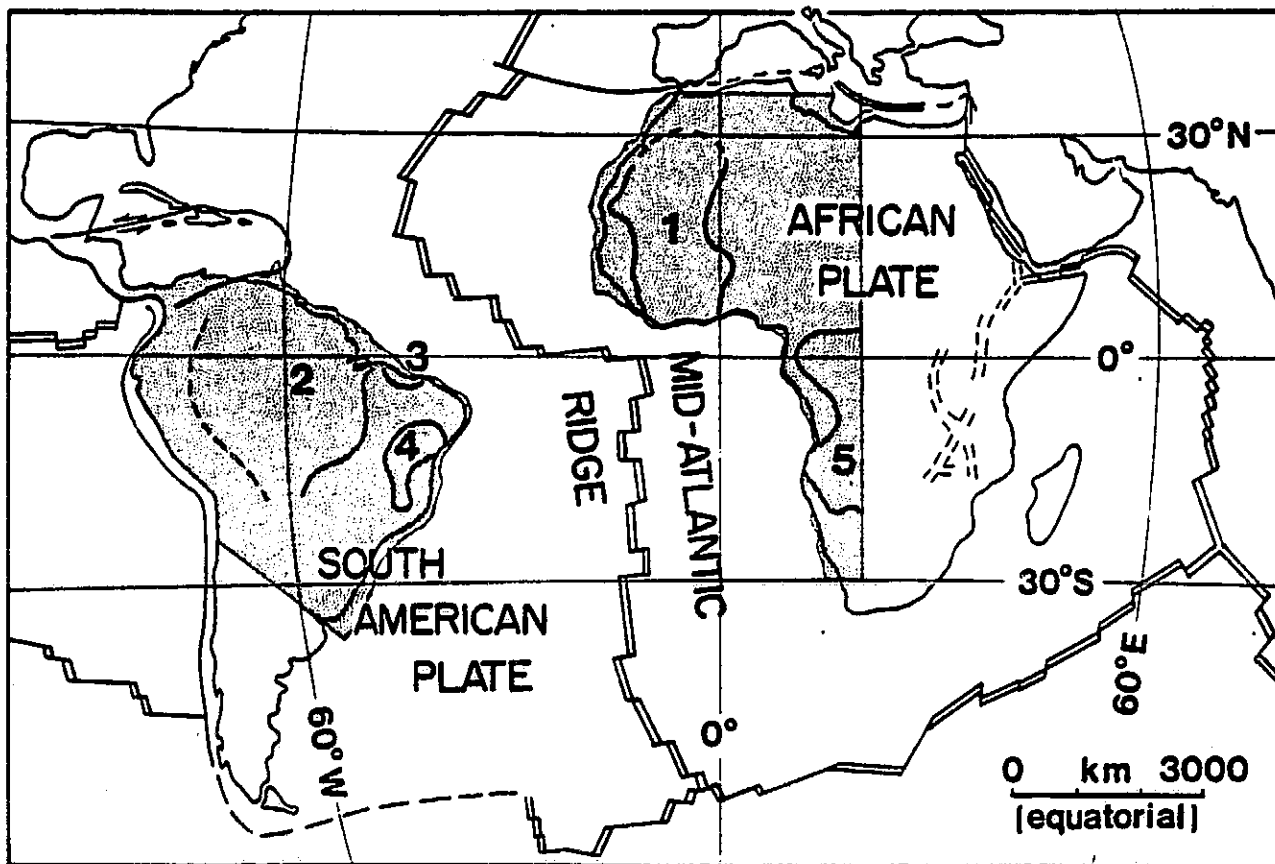 30°N
1
AFRICAN
PLATE
2
3
0°
MID-ATLANTIC
RIDGE
4
5
SOUTH
AMERICAN
PLATE
30°S
60°E
60°W
0°
0 km 3000
(equatorial)